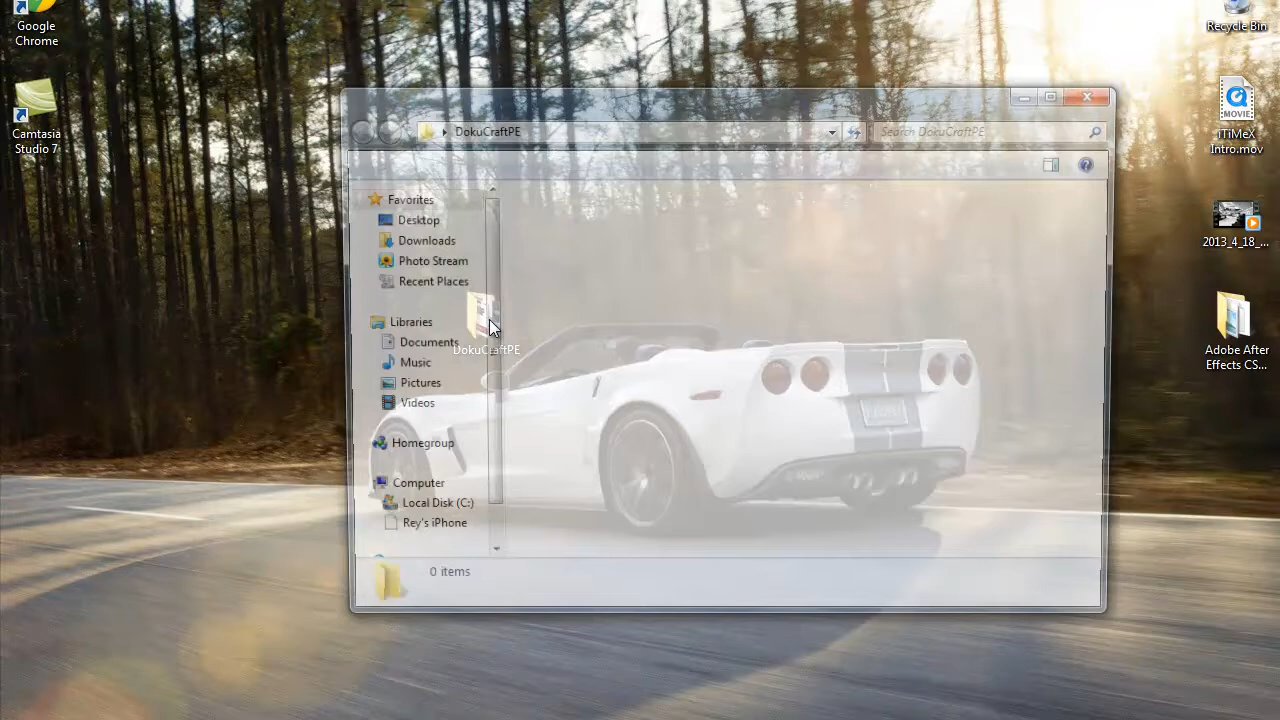 Google
Chrome
Camtasia
Studio 7
Recycle Bin
MOVIE
iTiMeX
Intro.mov
2013_4_18_...
Adobe After
Effects CS...
DokuCraftPE
Search DokuCraftPE
Favorites
Desktop
Downloads
Photo Stream
Recent Places
Libraries
Documents
Music
Pictures
Videos
Homegroup
Computer
Local Disk (C:)
Rey's iPhone
DokuCraftPE
0 items